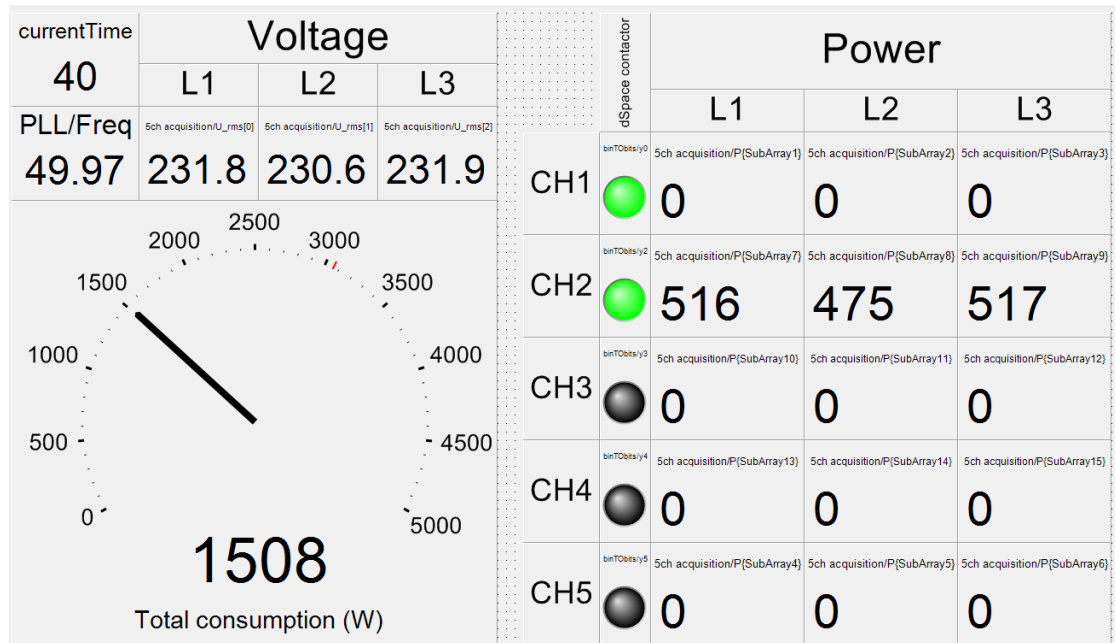 currentTime
40
Voltage
L1 L2 L3
PLL/Freq
49.97
5ch acquisition/U_rms[0] 5ch acquisition/U_rms[1] 5ch acquisition/U_rms[2]
231.8 230.6 231.9
0
500
1000
1500
2000
2500
3000
3500
4000
4500
5000
1508
Total consumption (W)
dSpace contactor
Power
L1 L2 L3
CH1
binTObits/y0
5ch acquisition/P{SubArray1} 5ch acquisition/P{SubArray2} 5ch acquisition/P{SubArray3}
0 0 0
CH2
binTObits/y2
5ch acquisition/P{SubArray7} 5ch acquisition/P{SubArray8} 5ch acquisition/P{SubArray9}
516 475 517
CH3
binTObits/y3
5ch acquisition/P{SubArray10} 5ch acquisition/P{SubArray11} 5ch acquisition/P{SubArray12}
0 0 0
CH4
binTObits/y4
5ch acquisition/P{SubArray13} 5ch acquisition/P{SubArray14} 5ch acquisition/P{SubArray15}
0 0 0
CH5
binTObits/y5
5ch acquisition/P{SubArray4} 5ch acquisition/P{SubArray5} 5ch acquisition/P{SubArray6}
0 0 0